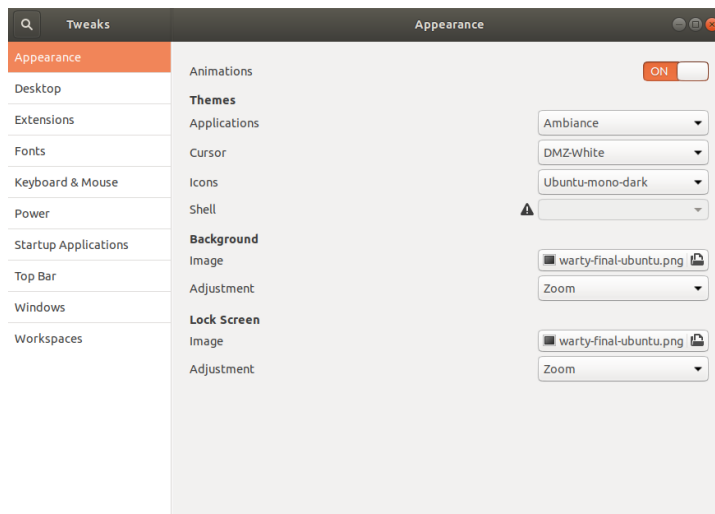 Tweaks
Appearance
Appearance
Desktop
Extensions
Fonts
Keyboard & Mouse
Power
Startup Applications
Top Bar
Windows
Workspaces
Animations ON
Themes
Applications Ambiance
Cursor DMZ-White
Icons Ubuntu-mono-dark
Shell
Background
Image warty-final-ubuntu.png
Adjustment Zoom
Lock Screen
Image warty-final-ubuntu.png
Adjustment Zoom